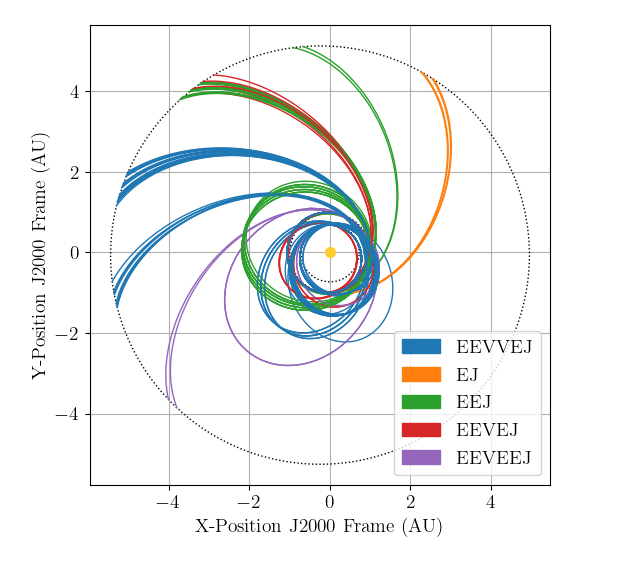 4
2
0
−2
−4
Y-Position J2000 Frame (AU)
EEVVEJ
EJ
EEJ
EEVEJ
EEVEEJ
−4 −2 0 2 4
X-Position J2000 Frame (AU)